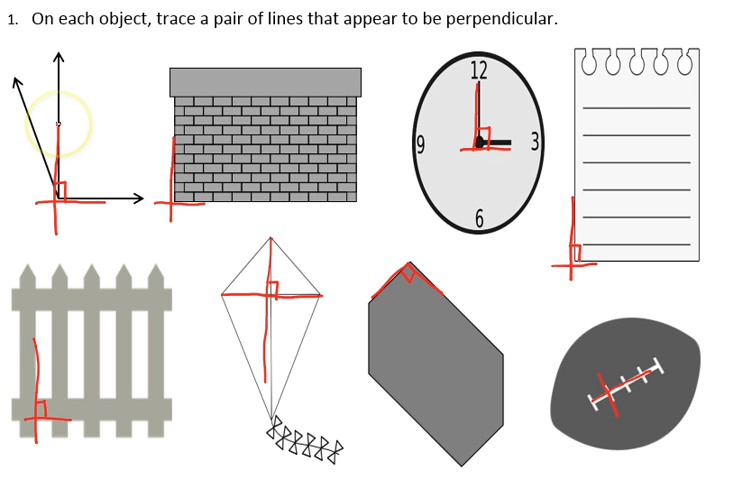 1. On each object, trace a pair of lines that appear to be perpendicular.
12
9
3
6